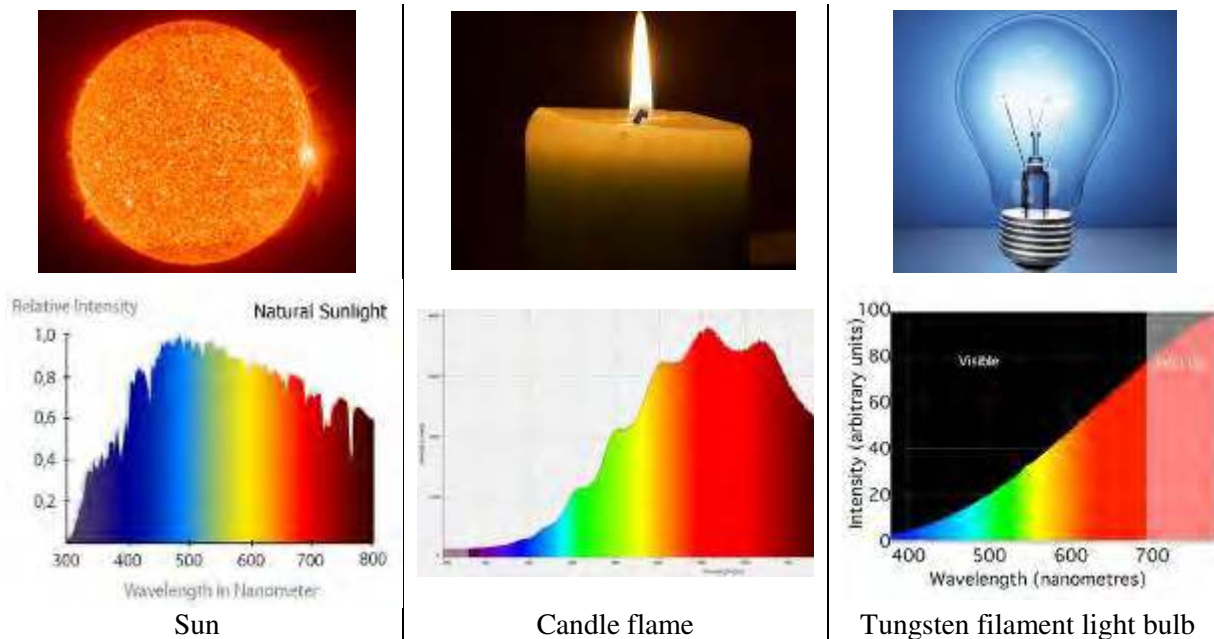 Relative Intensity
Natural Sunlight
1,0
0,8
0,6
0,4
0,2
300 400 500 600 700 800
Wavelength in Nanometer
Sun
Candle flame
100
80
60
40
20
0
Intensity (arbitrary units)
Visible
400 500 600 700
Wavelength (nanometres)
Tungsten filament light bulb